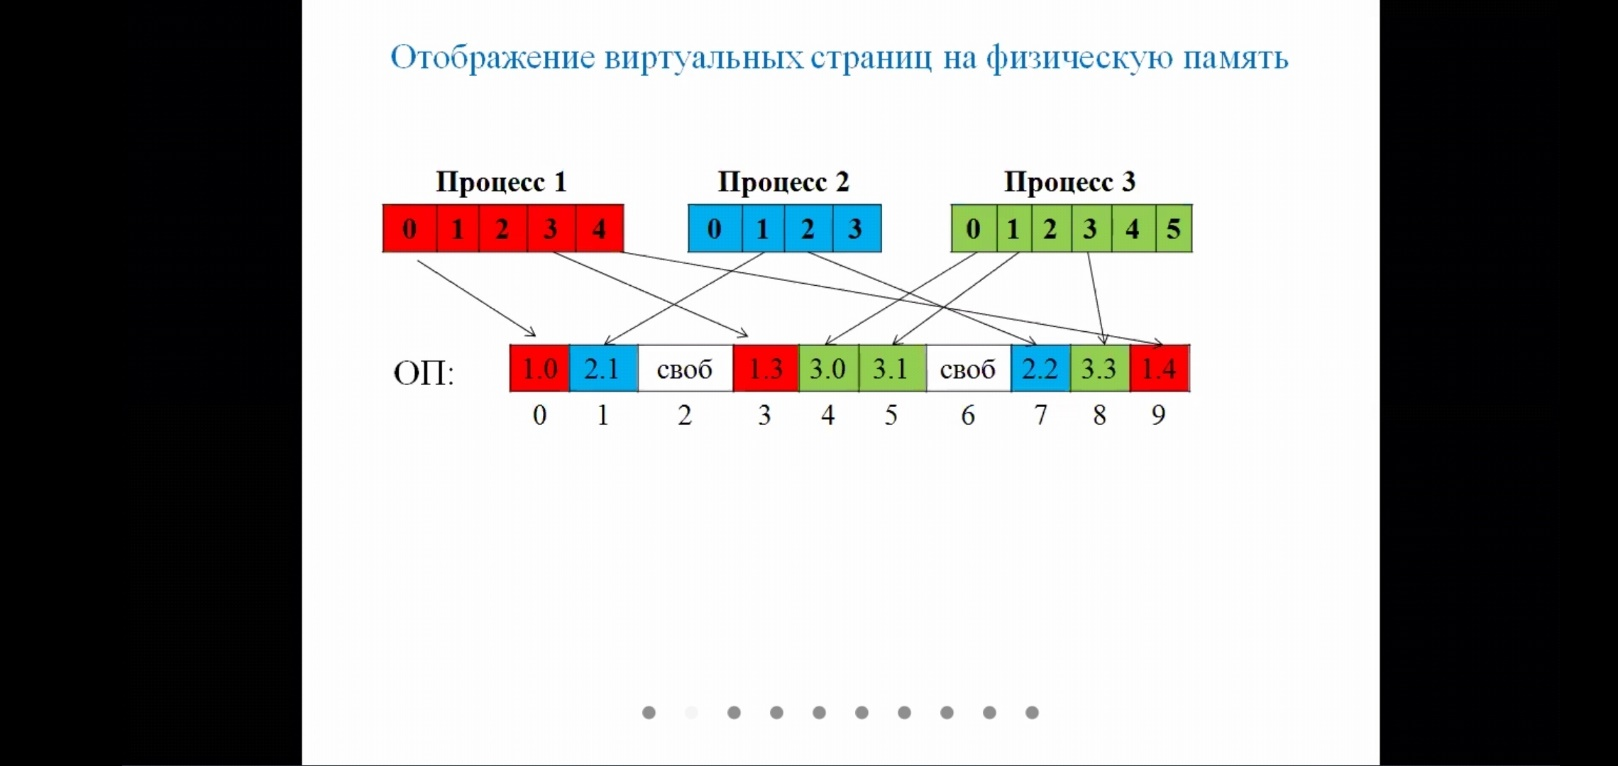 Отображение виртуальных страниц на физическую память
Процесс 1 Процесс 2 Процесс 3
0 1 2 3 4 0 1 2 3 0 1 2 3 4 5
ОП: 1.0 2.1 своб 1.3 3.0 3.1 своб 2.2 3.3 1.4
0 1 2 3 4 5 6 7 8 9